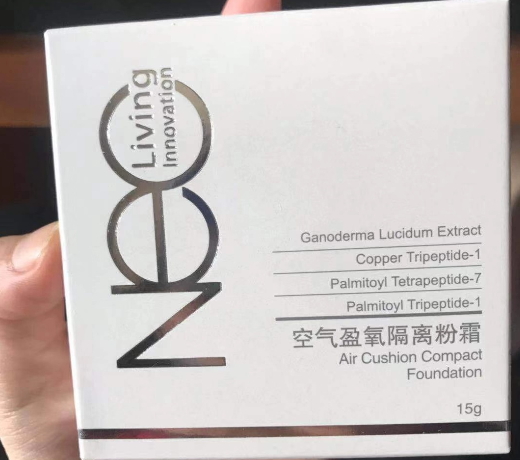 Neo
Living
Innovation
Ganoderma Lucidum Extract
Copper Tripeptide-1
Palmitoyl Tetrapeptide-7
Palmitoyl Tripeptide-1
空气盈氧隔离粉霜
Air Cushion Compact
Foundation
15g